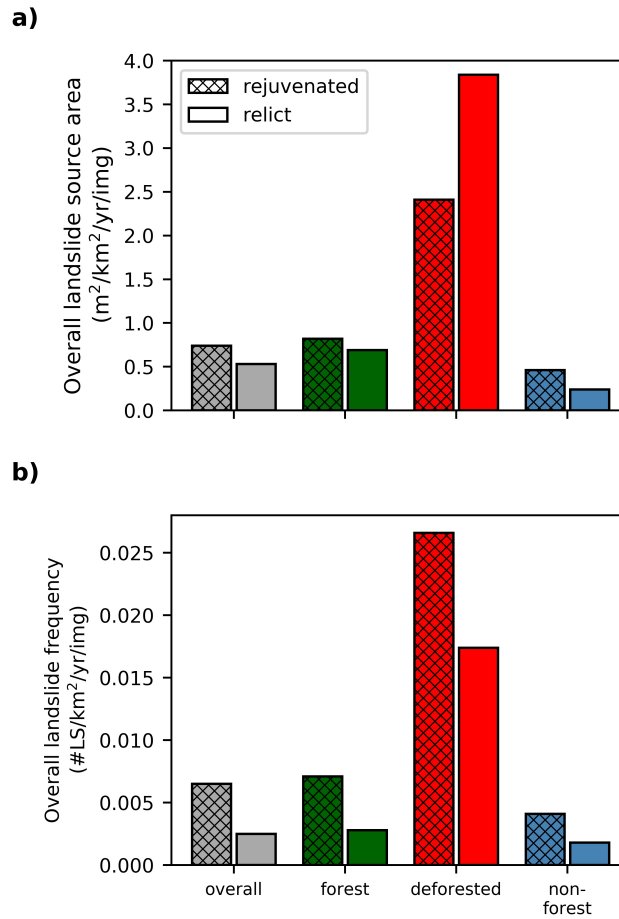 a)
Overall landslide source area
(m²/km²/yr/img)
4.0
3.5
3.0
2.5
2.0
1.5
1.0
0.5
0.0
rejuvenated
relict
b)
Overall landslide frequency
(#LS/km²/yr/img)
0.025
0.020
0.015
0.010
0.005
0.000
overall
forest
deforested
non-
forest